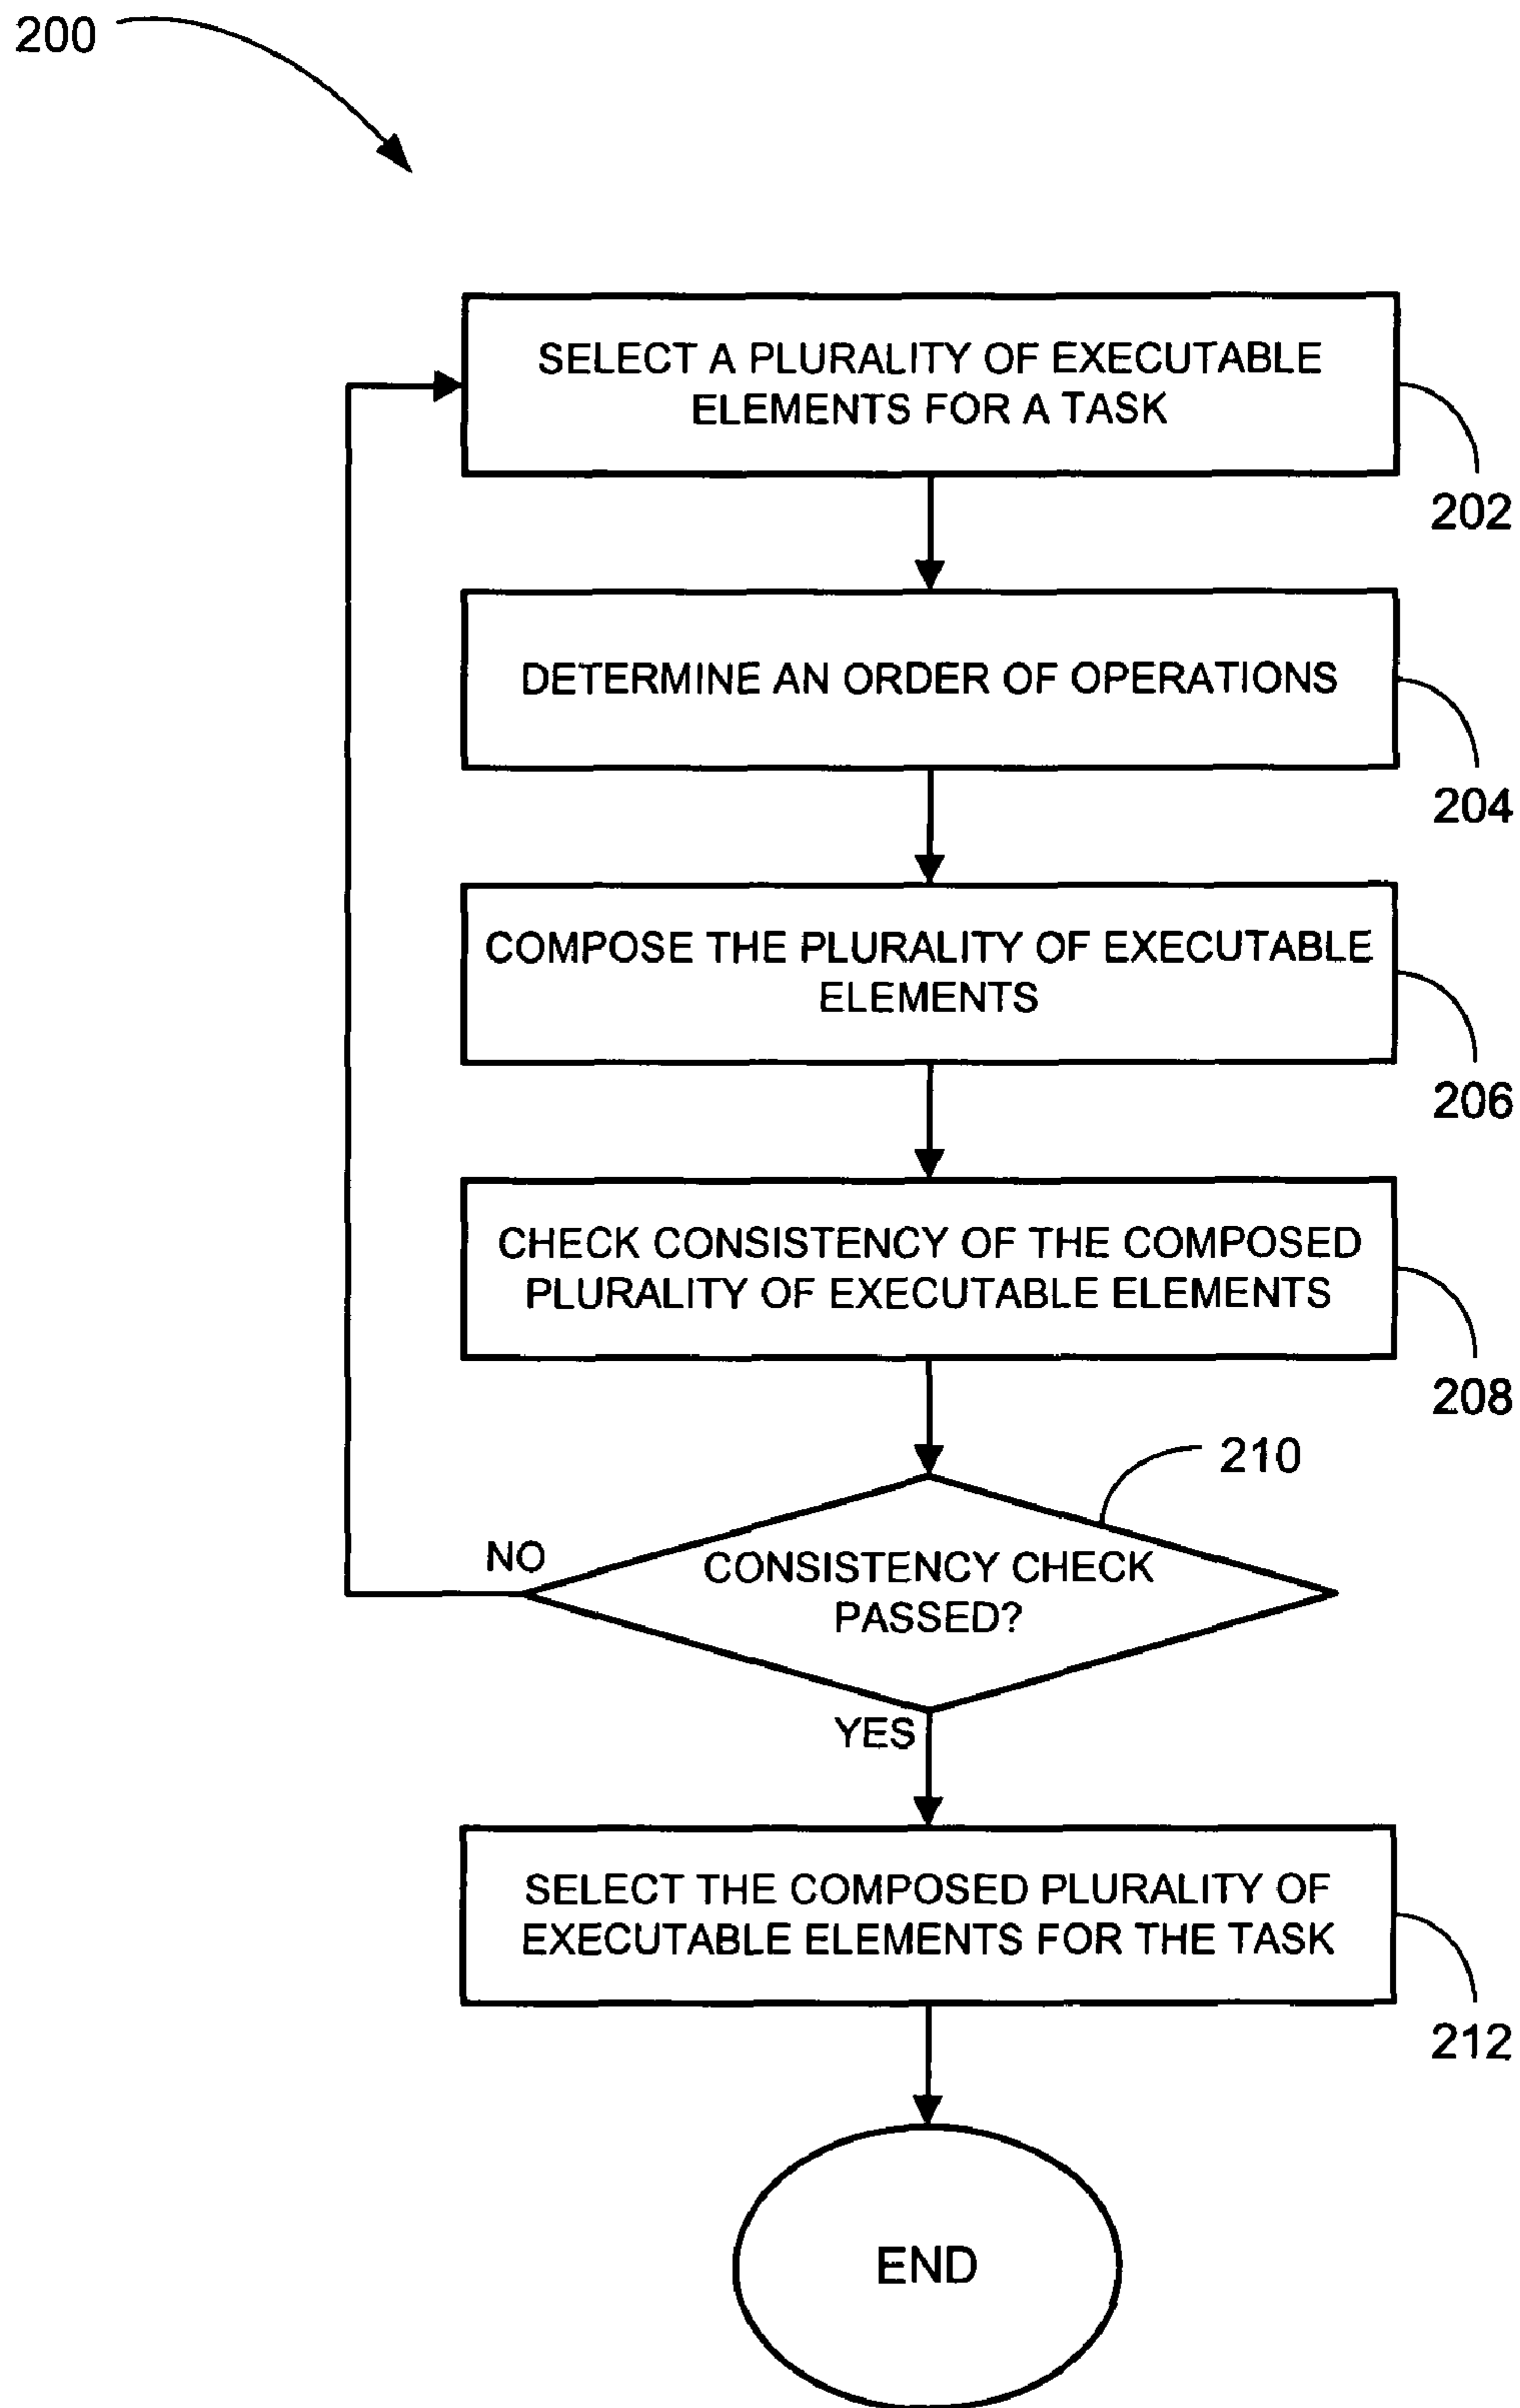 200
SELECT A PLURALITY OF EXECUTABLE
ELEMENTS FOR A TASK
202
DETERMINE AN ORDER OF OPERATIONS
204
COMPOSE THE PLURALITY OF EXECUTABLE
ELEMENTS
206
CHECK CONSISTENCY OF THE COMPOSED
PLURALITY OF EXECUTABLE ELEMENTS
208
210
NO
CONSISTENCY CHECK
PASSED?
YES
SELECT THE COMPOSED PLURALITY OF
EXECUTABLE ELEMENTS FOR THE TASK
212
END